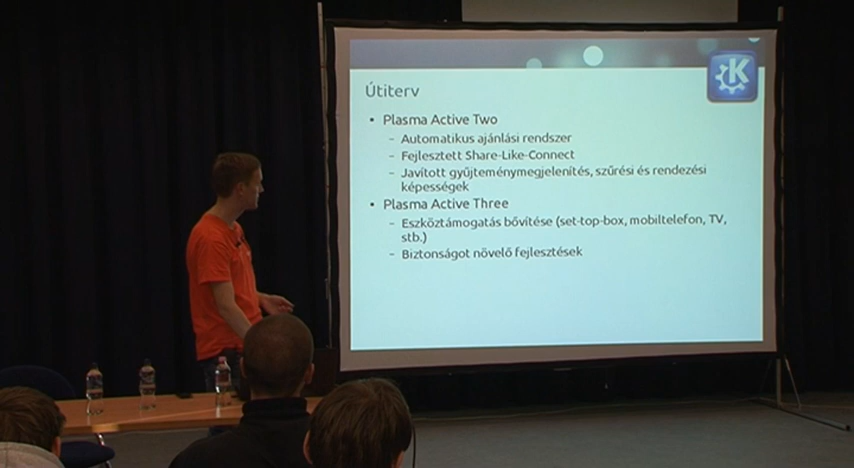 Útiterv
• Plasma Active Two
– Automatikus ajánlási rendszer
– Fejlesztett Share-Like-Connect
– Javított gyűjteménymegjelenítés, szűrési és rendezési
képességek
• Plasma Active Three
– Eszköztámogatás bővítése (set-top-box, mobiltelefon, TV,
stb.)
– Biztonságot növelő fejlesztések
K